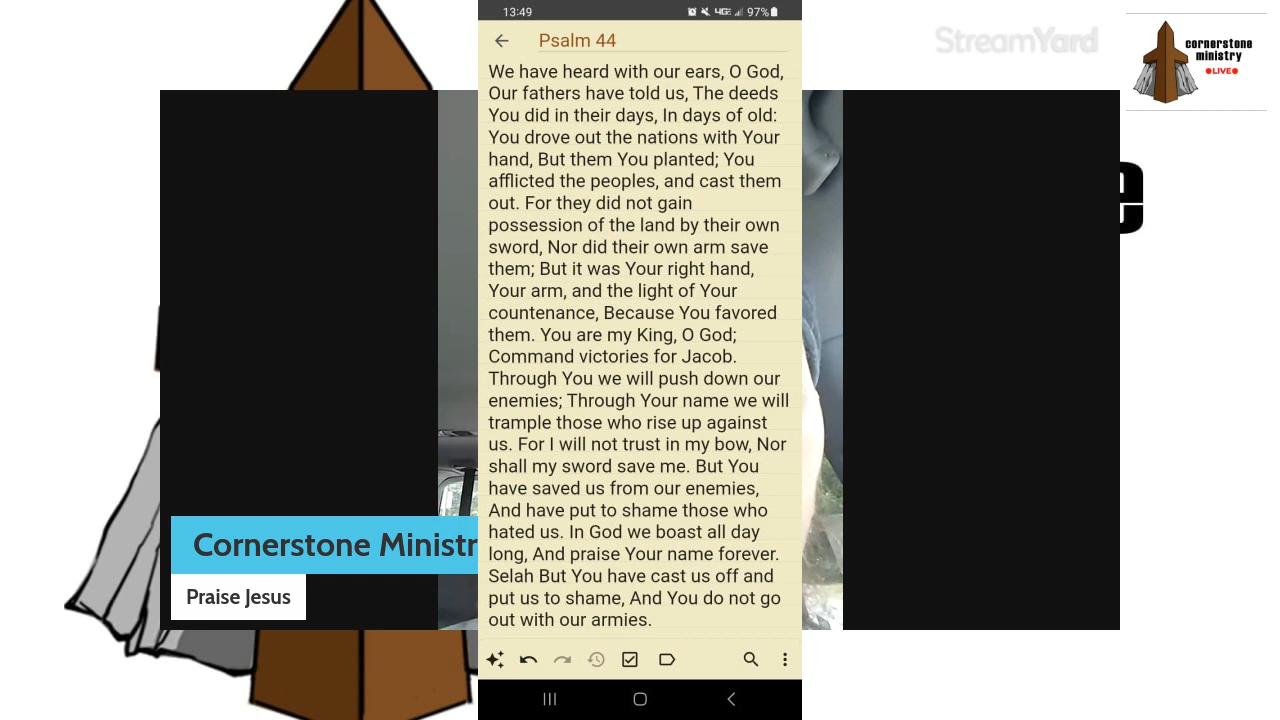 13:49
97%
StreamYard
cornerstone
ministry
LIVE
Psalm 44
We have heard with our ears, O God,
Our fathers have told us, The deeds
You did in their days, In days of old:
You drove out the nations with Your
hand, But them You planted; You
afflicted the peoples, and cast them
out. For they did not gain
possession of the land by their own
sword, Nor did their own arm save
them; But it was Your right hand,
Your arm, and the light of Your
countenance, Because You favored
them. You are my King, O God;
Command victories for Jacob.
Through You we will push down our
enemies; Through Your name we will
trample those who rise up against
us. For I will not trust in my bow, Nor
shall my sword save me. But You
have saved us from our enemies,
And have put to shame those who
hated us. In God we boast all day
long, And praise Your name forever.
Selah But You have cast us off and
put us to shame, And You do not go
out with our armies.
e
Cornerstone Ministr
Praise Jesus